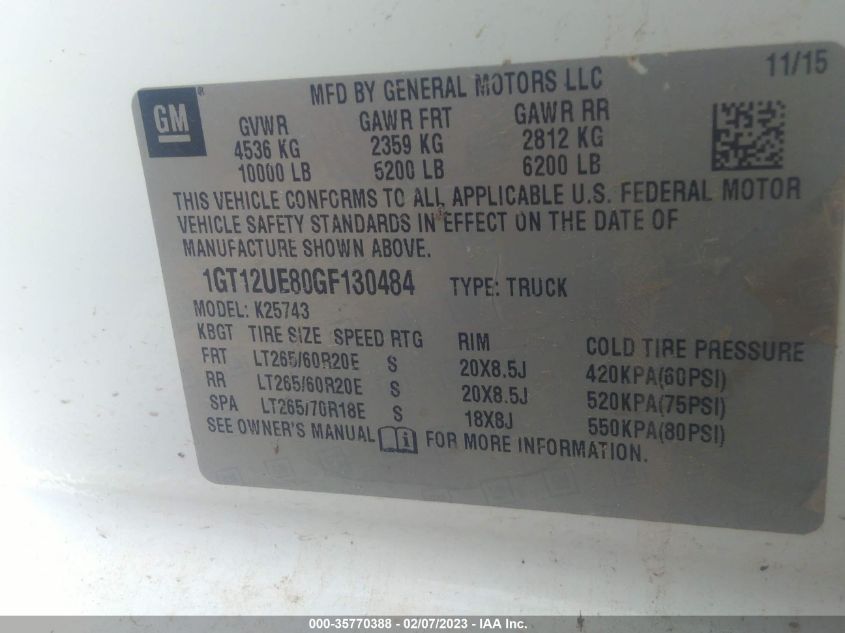 11/15
MFD BY GENERAL MOTORS LLC
GM®
GVWR GAWR FRT GAWR RR
4536 KG 2359 KG 2812 KG
10000 LB 5200 LB 6200 LB
THIS VEHICLE CONFORMS TO ALL APPLICABLE U.S. FEDERAL MOTOR
VEHICLE SAFETY STANDARDS IN EFFECT ON THE DATE OF
MANUFACTURE SHOWN ABOVE.
1GT12UE80GF130484 TYPE: TRUCK
MODEL: K25743
KBGT TIRE SIZE SPEED RTG RIM COLD TIRE PRESSURE
FRT LT265/60R20E S 20X8.5J 420KPA(60PSI)
RR LT265/60R20E S 20X8.5J 520KPA(75PSI)
SPA LT265/70R18E S 18X8J 550KPA(80PSI)
SEE OWNER'S MANUAL FOR MORE INFORMATION.
000-35770388 - 02/07/2023 - IAA Inc.